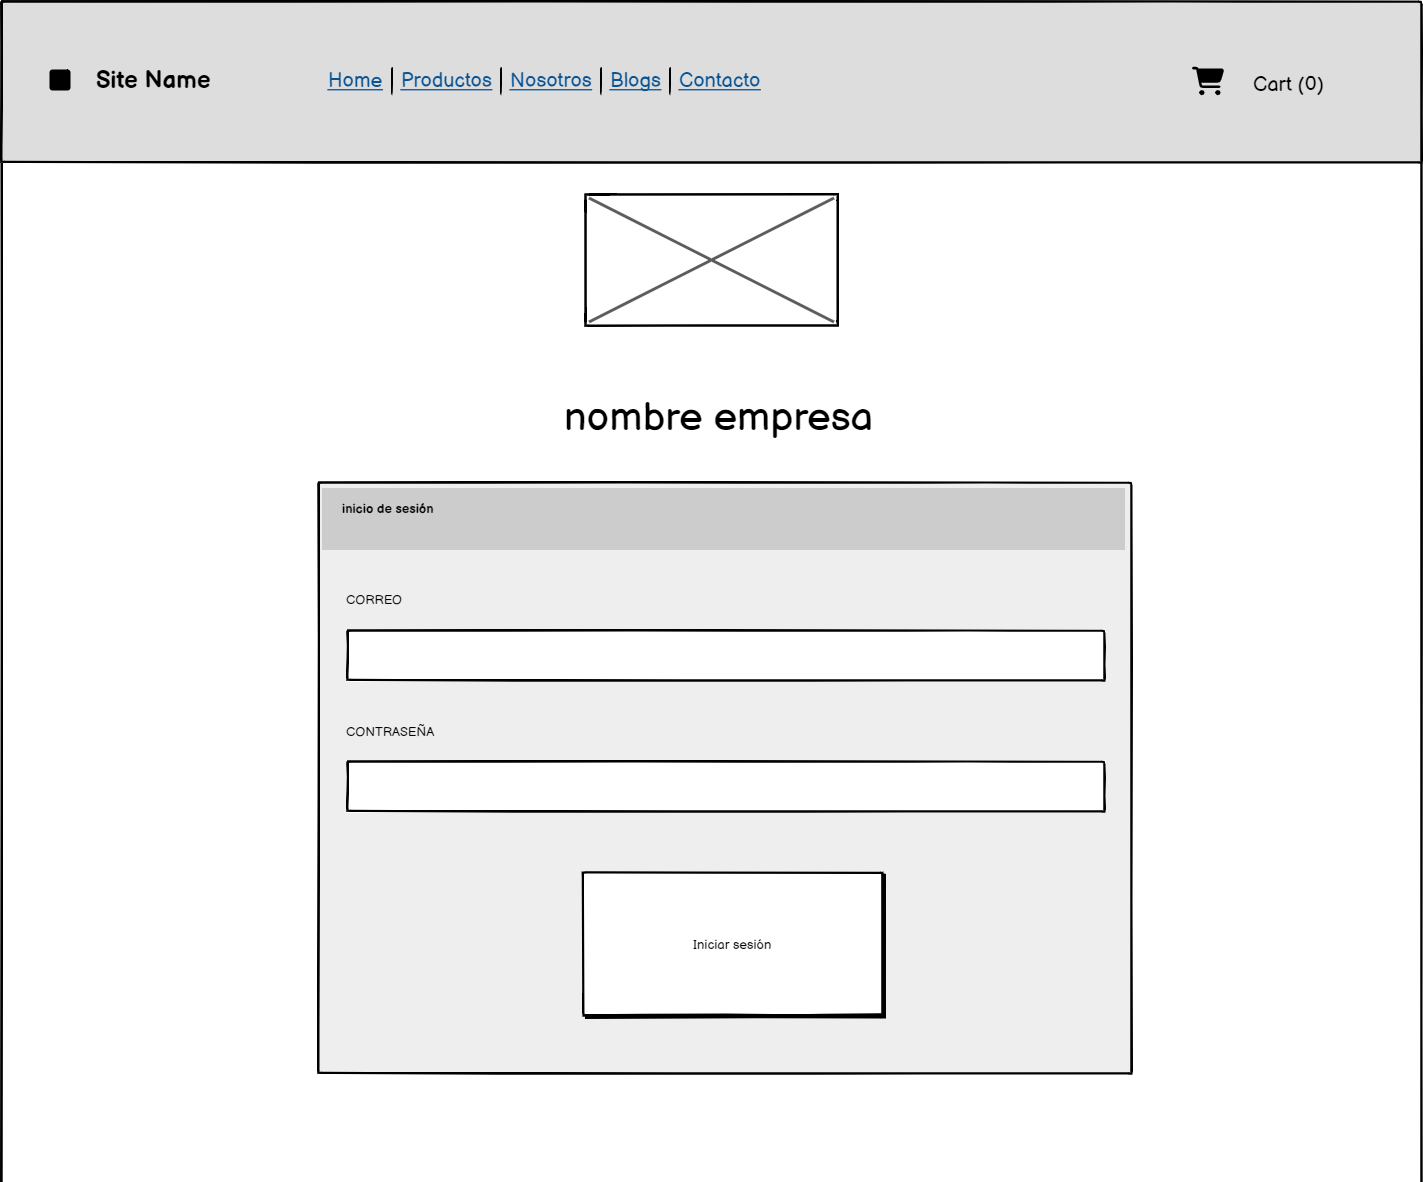 Site Name
Home | Productos | Nosotros | Blogs | Contacto
Cart (0)
nombre empresa
inicio de sesión
CORREO
CONTRASEÑA
Iniciar sesión